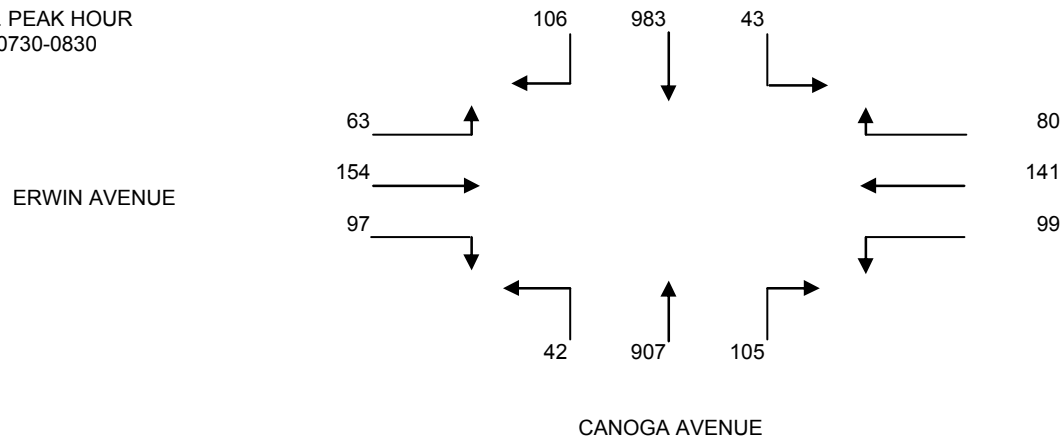 PEAK HOUR
0730-0830
106 983 43
63 80
154 141
ERWIN AVENUE
97 99
42 907 105
CANOGA AVENUE